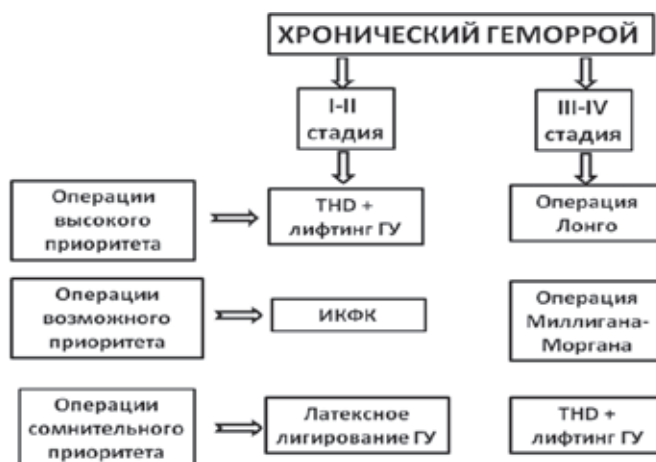 ХРОНИЧЕСКИЙ ГЕМОРРОЙ
I-II
стадия
III-IV
стадия
Операции
высокого
приоритета
THD +
лифтинг ГУ
Операция
Лонго
Операции
возможного
приоритета
ИКФК
Операция
Миллигана-
Моргана
Операции
сомнительного
приоритета
Латексное
лигирование ГУ
THD +
лифтинг ГУ